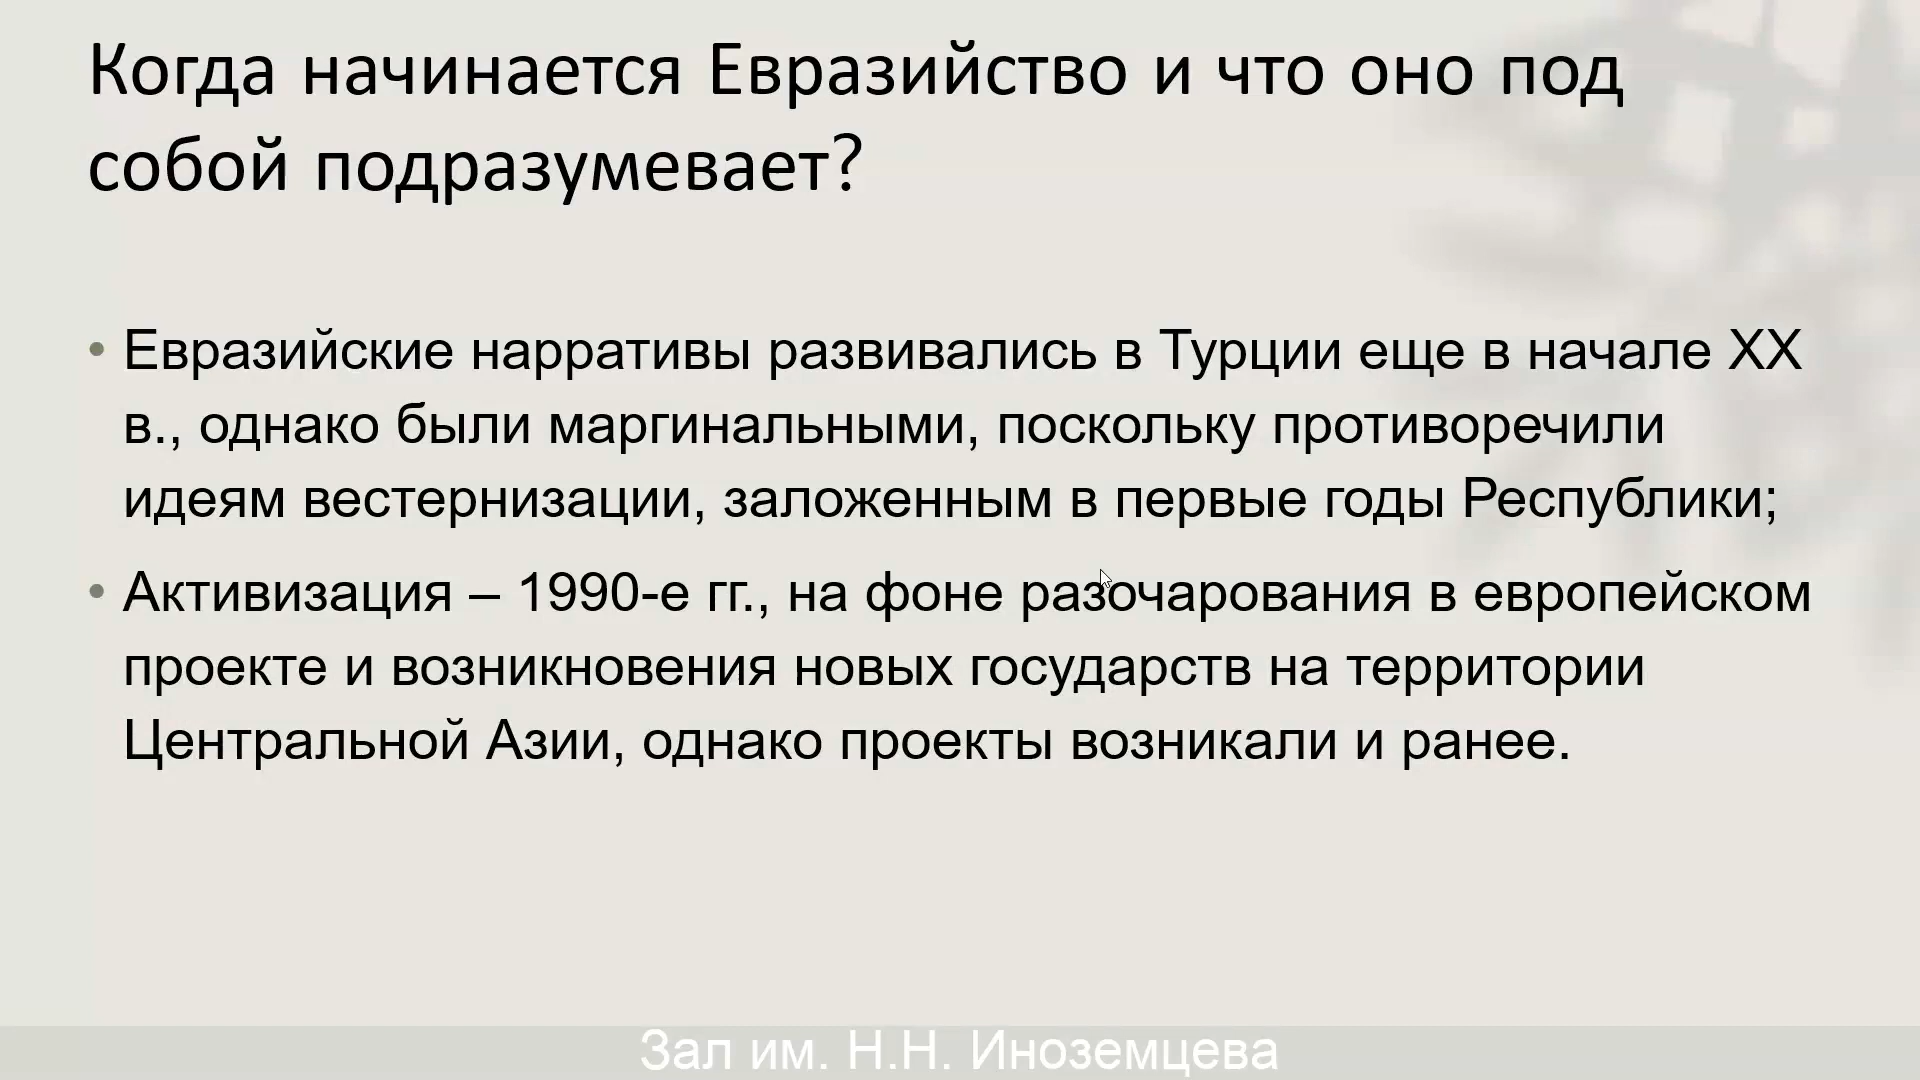 Когда начинается Евразийство и что оно под
собой подразумевает?
• Евразийские нарративы развивались в Турции еще в начале XX
в., однако были маргинальными, поскольку противоречили
идеям вестернизации, заложенным в первые годы Республики;
• Активизация – 1990-е гг., на фоне разочарования в европейском
проекте и возникновения новых государств на территории
Центральной Азии, однако проекты возникали и ранее.
Зал им. Н.Н. Иноземцева